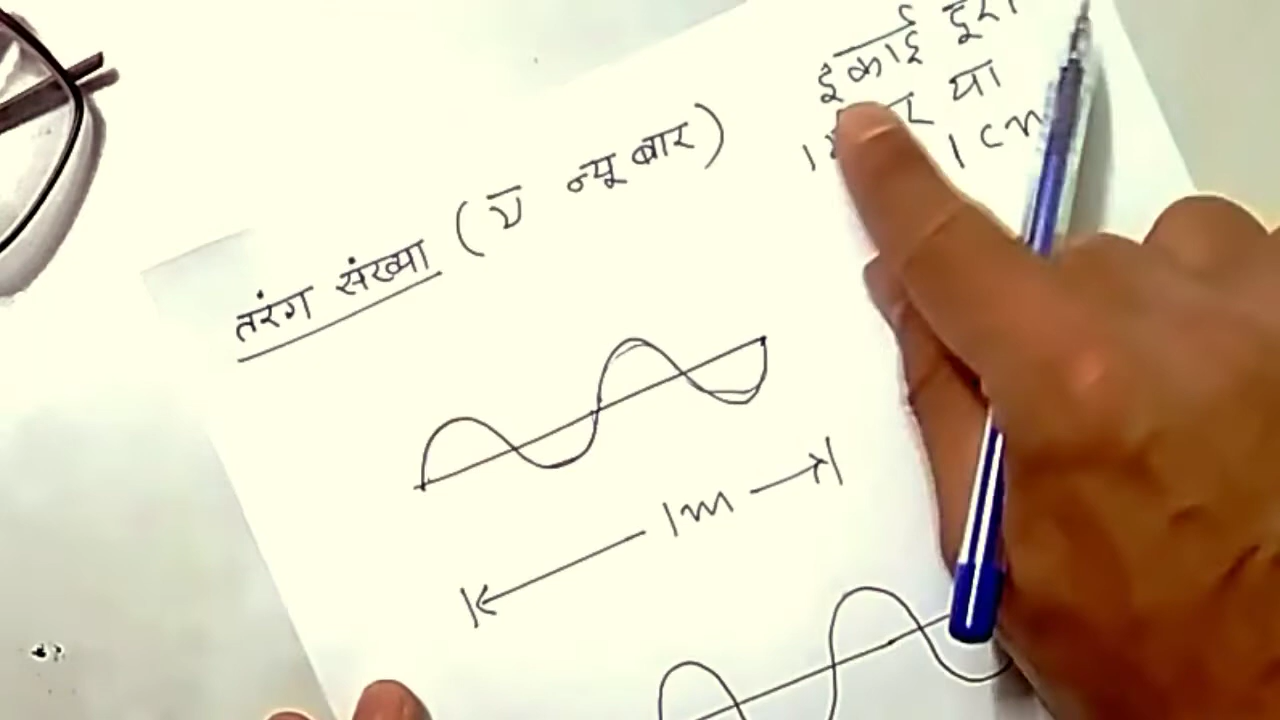 इकाई
या
1 cm
तरंग संख्या ( ν̅ न्यू बार )
1m